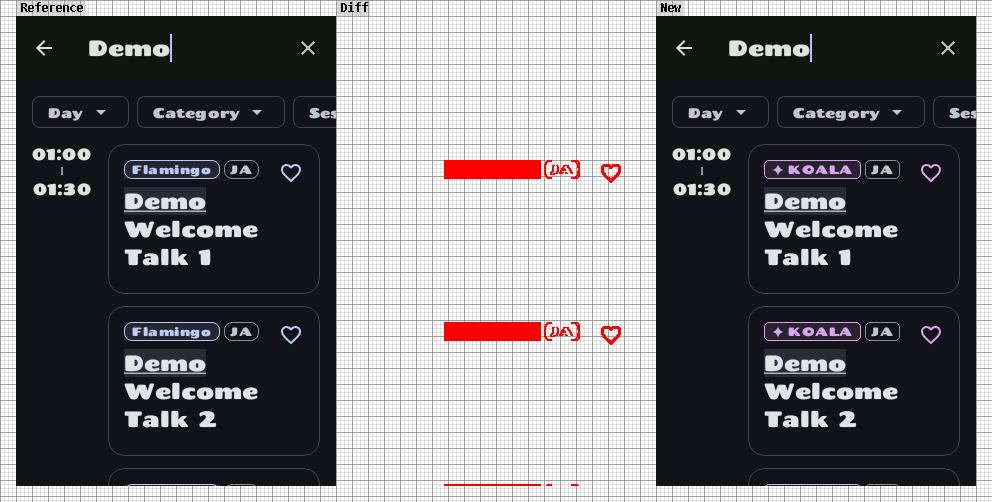 Reference
Diff
New
Demo
Day
Category
Ses
01:00
01:30
Flamingo
JA
Demo
Welcome
Talk 1
Flamingo
JA
Demo
Welcome
Talk 2
JA
JA
Demo
Day
Category
Ses
01:00
01:30
KOALA
JA
Demo
Welcome
Talk 1
KOALA
JA
Demo
Welcome
Talk 2